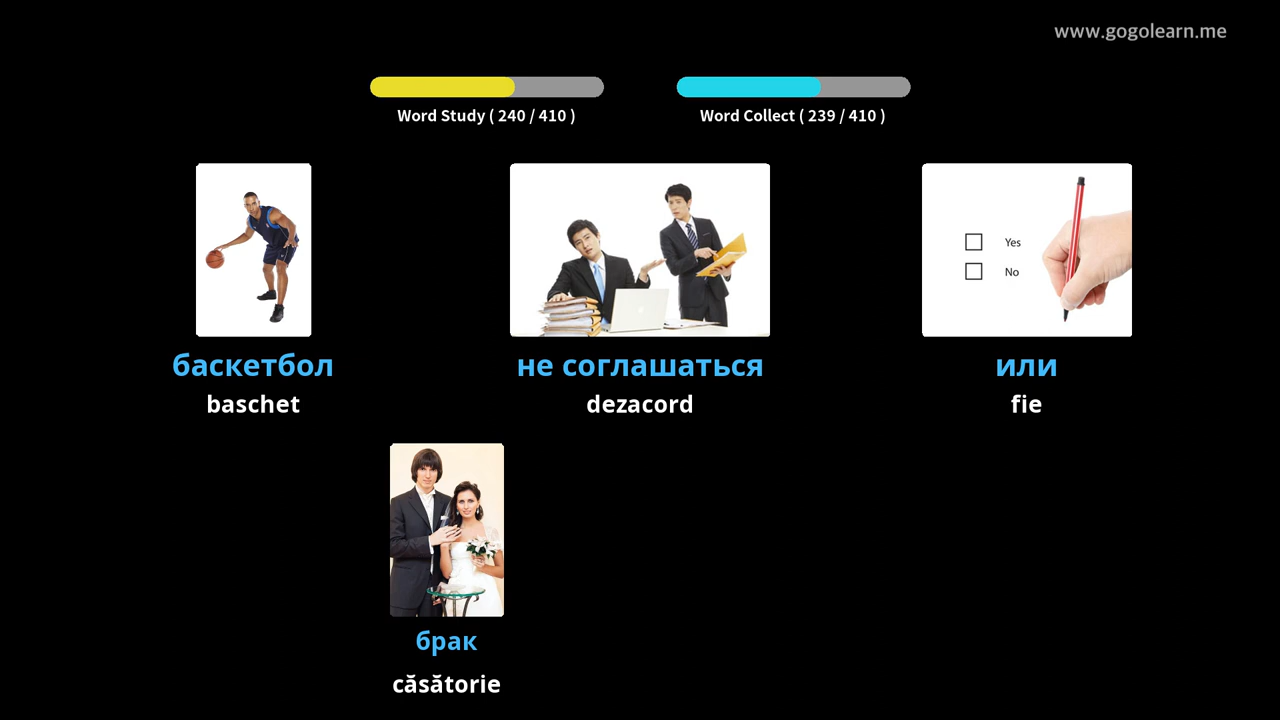 www.gogolearn.me
Word Study ( 240 / 410 )
Word Collect ( 239 / 410 )
Yes
No
баскетбол
не соглашаться
или
baschet
dezacord
fie
брак
căsătorie